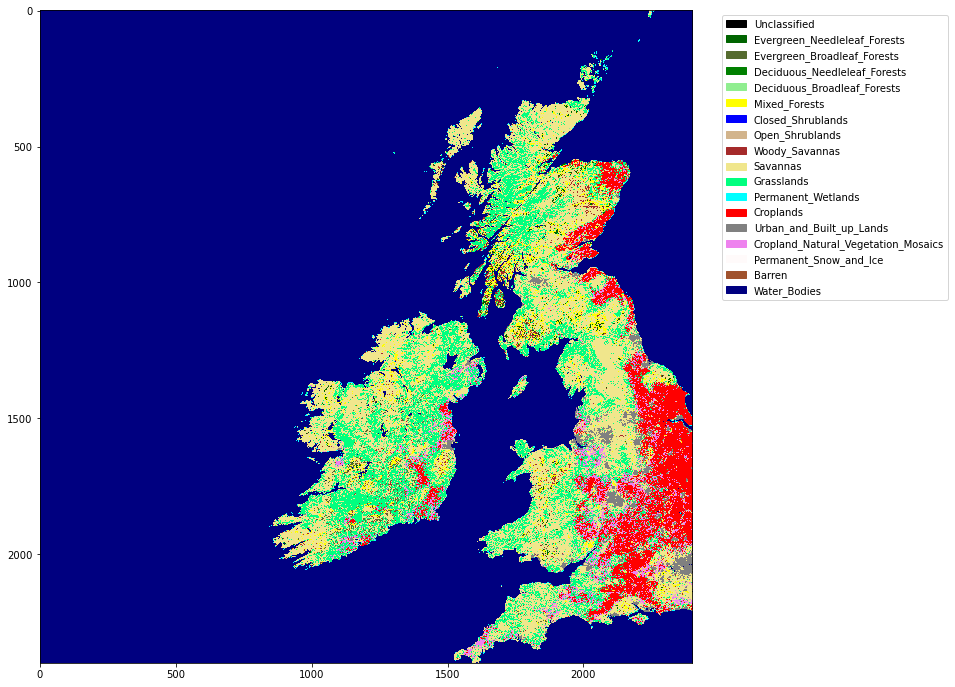 0
500
1000
1500
2000
0
500
1000
1500
2000
Unclassified
Evergreen_Needleleaf_Forests
Evergreen_Broadleaf_Forests
Deciduous_Needleleaf_Forests
Deciduous_Broadleaf_Forests
Mixed_Forests
Closed_Shrublands
Open_Shrublands
Woody_Savannas
Savannas
Grasslands
Permanent_Wetlands
Croplands
Urban_and_Built_up_Lands
Cropland_Natural_Vegetation_Mosaics
Permanent_Snow_and_Ice
Barren
Water_Bodies